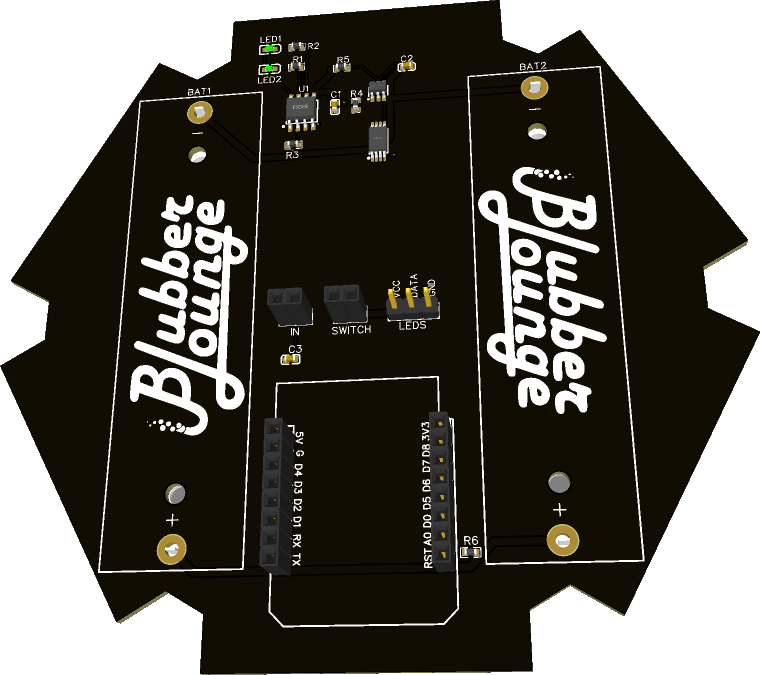 LED1
R2
LED2
R1
R5
C2
BAT1
BAT2
U1
C1
R4
R3
−
−
Blubber
lounge
Blubber
lounge
VCC
DATA
GND
IN
SWITCH
LEDS
C3
5V
G
D4
D3
D2
D1
RX
TX
3V3
D8
D7
D6
D5
D0
A0
RST
R6
+
+